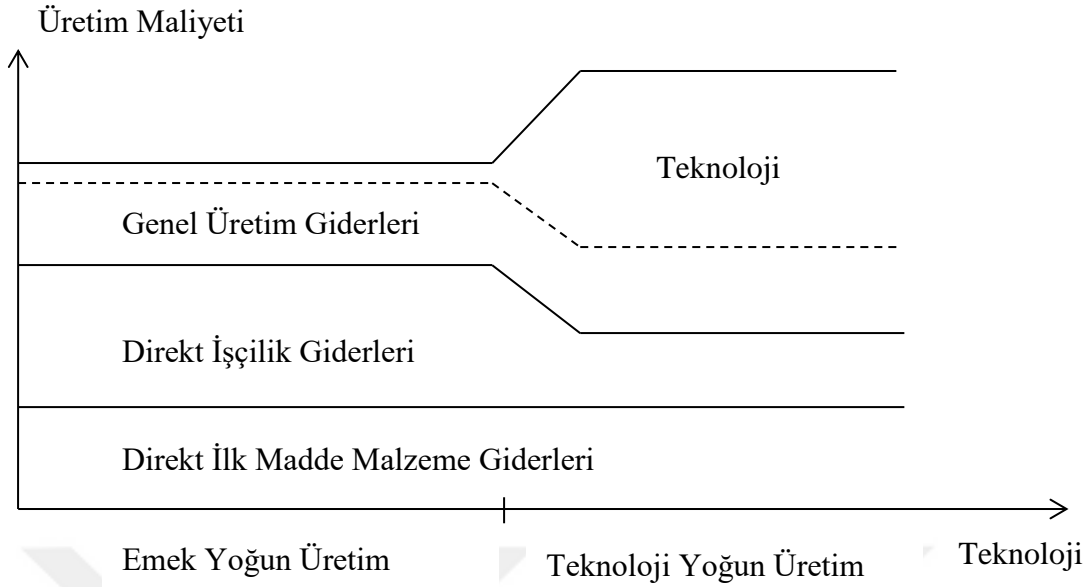 Üretim Maliyeti
Teknoloji
Genel Üretim Giderleri
Direkt İşçilik Giderleri
Direkt İlk Madde Malzeme Giderleri
Emek Yoğun Üretim
Teknoloji Yoğun Üretim
Teknoloji